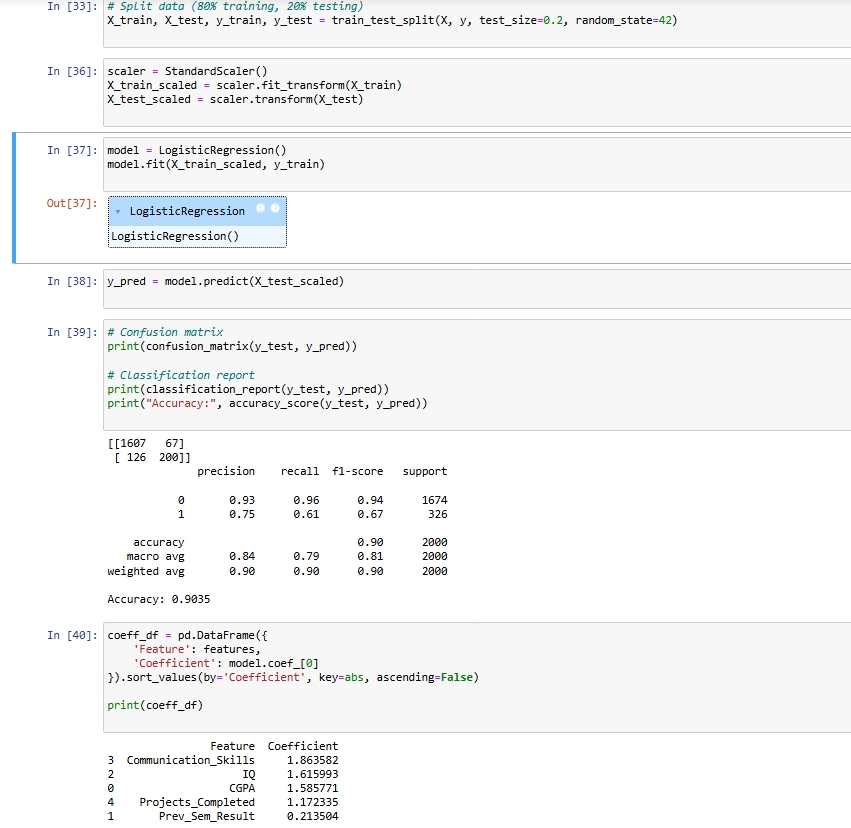 In [33]: # Split data (80% training, 20% testing)
X_train, X_test, y_train, y_test = train_test_split(X, y, test_size=0.2, random_state=42)
In [36]: scaler = StandardScaler()
X_train_scaled = scaler.fit_transform(X_train)
X_test_scaled = scaler.transform(X_test)
In [37]: model = LogisticRegression()
model.fit(X_train_scaled, y_train)
Out[37]: ▾ LogisticRegression
LogisticRegression()
In [38]: y_pred = model.predict(X_test_scaled)
In [39]: # Confusion matrix
print(confusion_matrix(y_test, y_pred))
# Classification report
print(classification_report(y_test, y_pred))
print("Accuracy:", accuracy_score(y_test, y_pred))
[[1607   67]
 [ 126  200]]
              precision    recall  f1-score   support
           0       0.93      0.96      0.94      1674
           1       0.75      0.61      0.67       326
    accuracy                           0.90      2000
   macro avg       0.84      0.79      0.81      2000
weighted avg       0.90      0.90      0.90      2000
Accuracy: 0.9035
In [40]: coeff_df = pd.DataFrame({
    'Feature': features,
    'Coefficient': model.coef_[0]
}).sort_values(by='Coefficient', key=abs, ascending=False)
print(coeff_df)
                Feature  Coefficient
3  Communication_Skills     1.863582
2                    IQ     1.615993
0                  CGPA     1.585771
4    Projects_Completed     1.172335
1       Prev_Sem_Result     0.213504